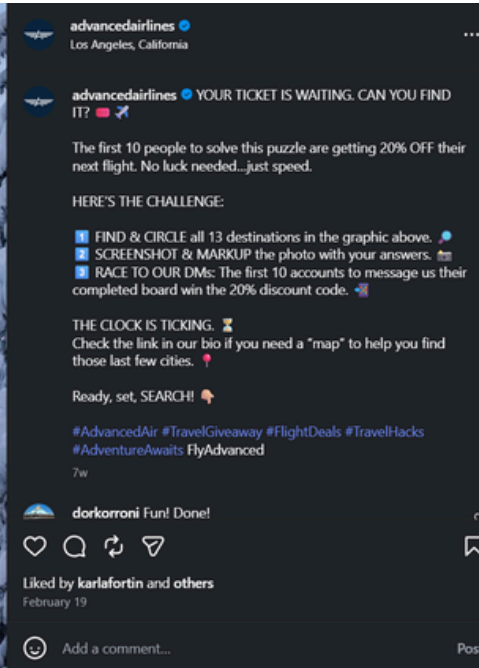 advancedairlines
Los Angeles, California
advancedairlines YOUR TICKET IS WAITING. CAN YOU FIND
IT? 🎟️ ✈️
The first 10 people to solve this puzzle are getting 20% OFF their
next flight. No luck needed...just speed.
HERE'S THE CHALLENGE:
1️⃣ FIND & CIRCLE all 13 destinations in the graphic above. 🔎
2️⃣ SCREENSHOT & MARKUP the photo with your answers. 📸
3️⃣ RACE TO OUR DMs: The first 10 accounts to message us their
completed board win the 20% discount code. 📲
THE CLOCK IS TICKING. ⏳
Check the link in our bio if you need a "map" to help you find
those last few cities. 📍
Ready, set, SEARCH! 👇🏼
#AdvancedAir #TravelGiveaway #FlightDeals #TravelHacks
#AdventureAwaits FlyAdvanced
7w
dorkorroni Fun! Done!
Liked by karlafortin and others
February 19
Add a comment...